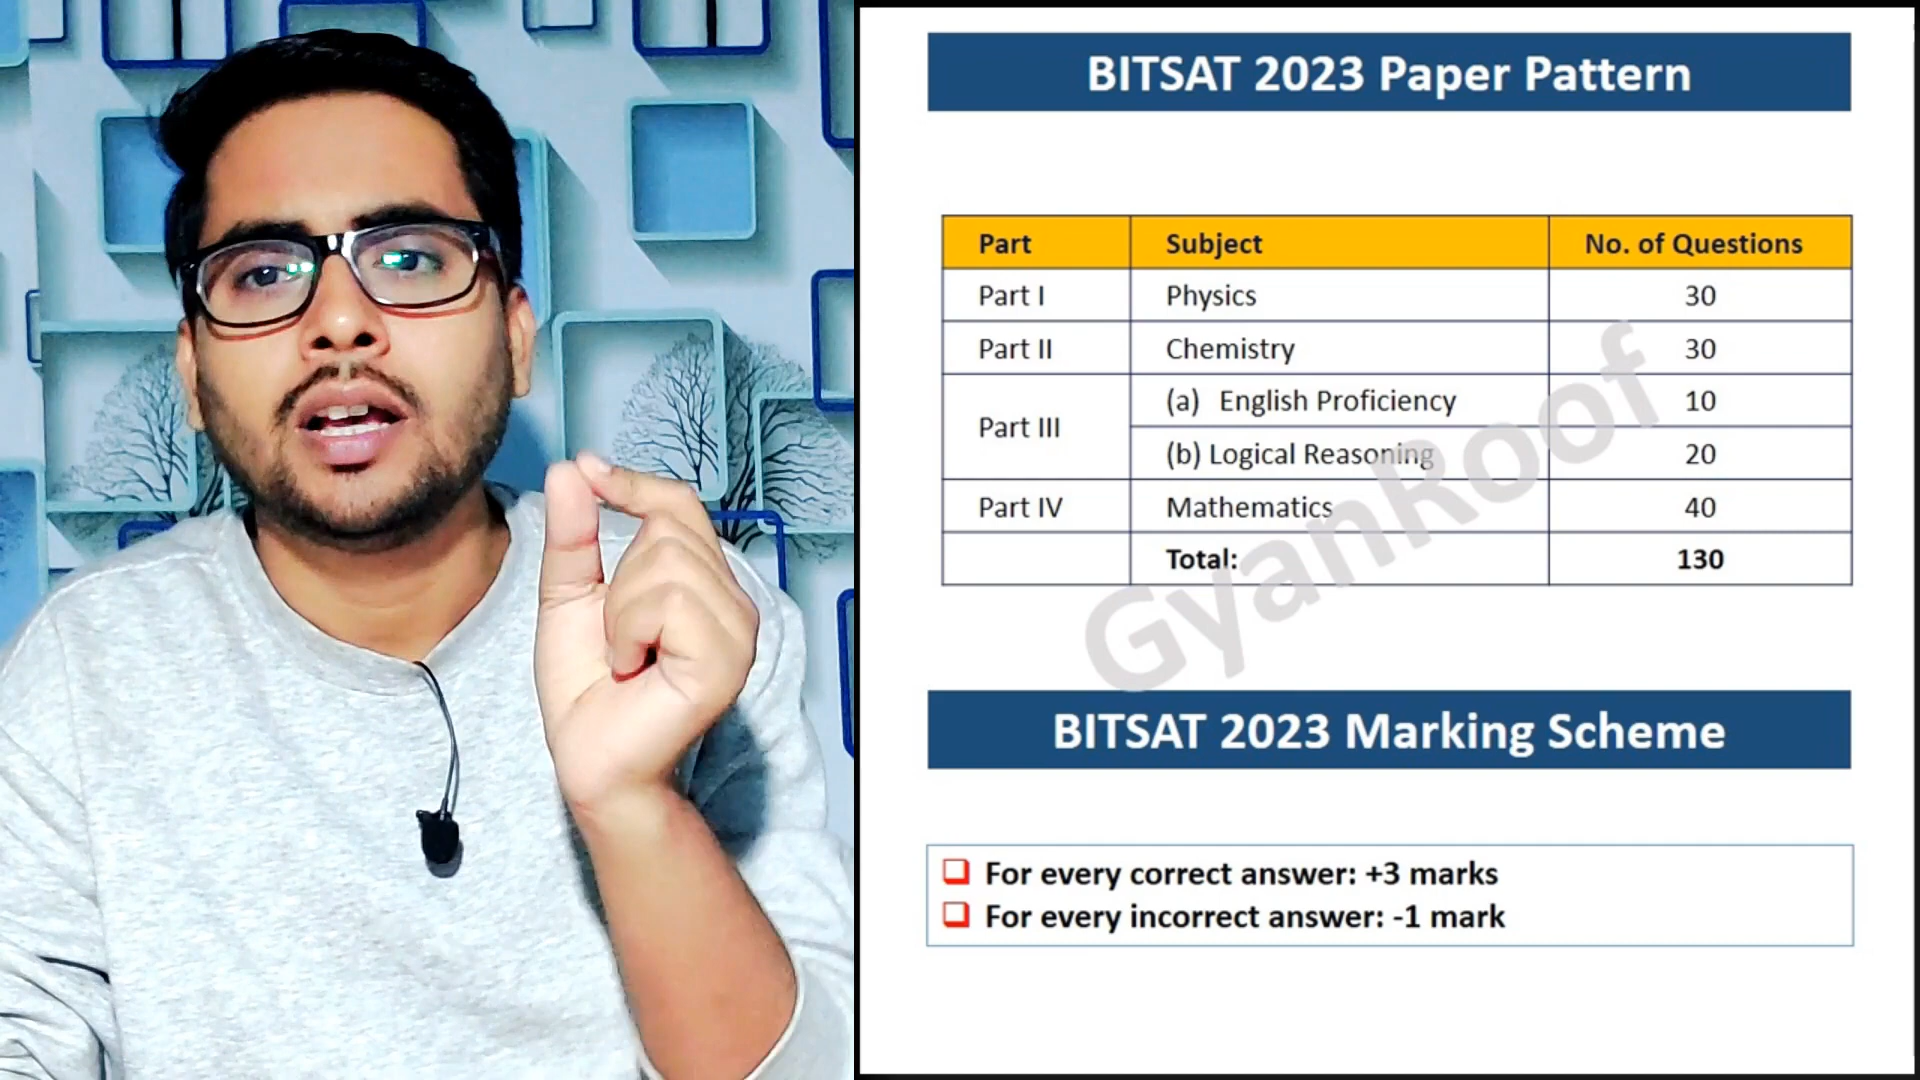 BITSAT 2023 Paper Pattern
Part Subject No. of Questions
Part I Physics 30
Part II Chemistry 30
Part III (a) English Proficiency 10
(b) Logical Reasoning 20
Part IV Mathematics 40
Total: 130
GyanRoof
BITSAT 2023 Marking Scheme
For every correct answer: +3 marks
For every incorrect answer: -1 mark